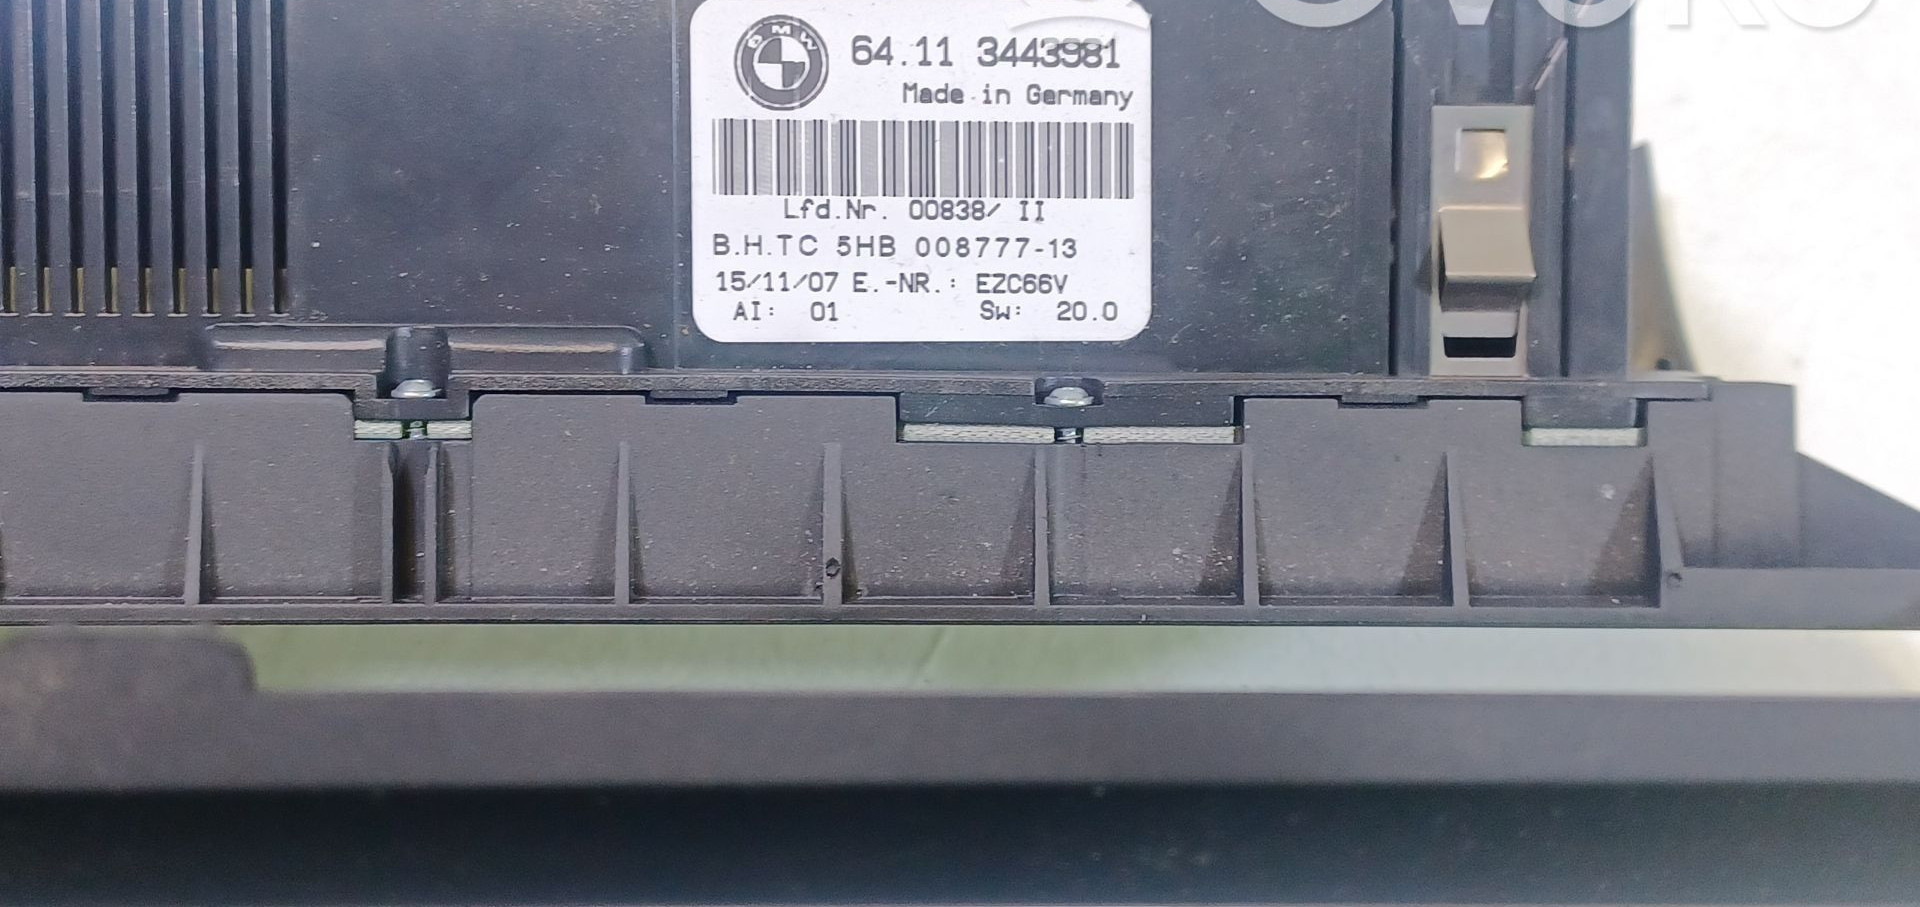 BMW 64.11 3443981
Made in Germany
Lfd.Nr. 00838/ II
B.H.TC 5HB 008777-13
15/11/07 E.-NR.: EZC66V
AI: 01 Sw: 20.0